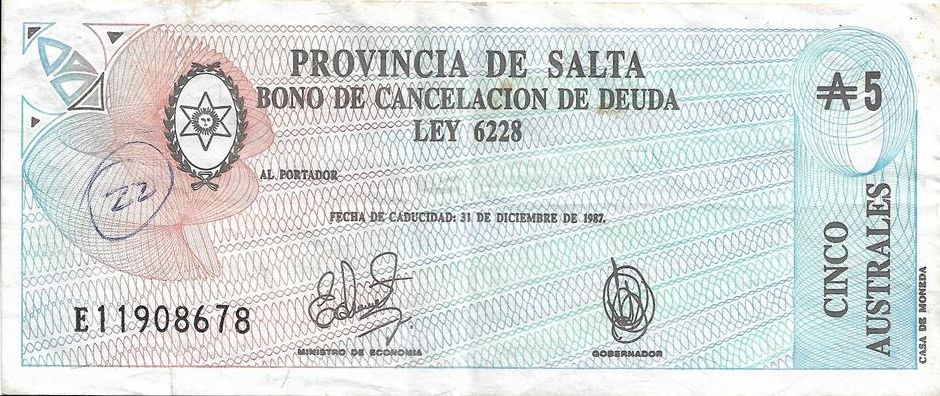 PROVINCIA DE SALTA
BONO DE CANCELACION DE DEUDA
LEY 6228
₳ 5
AL PORTADOR
FECHA DE CADUCIDAD: 31 DE DICIEMBRE DE 1987.
22
E11908678
MINISTRO DE ECONOMIA
GOBERNADOR
CINCO
AUSTRALES
CASA DE MONEDA